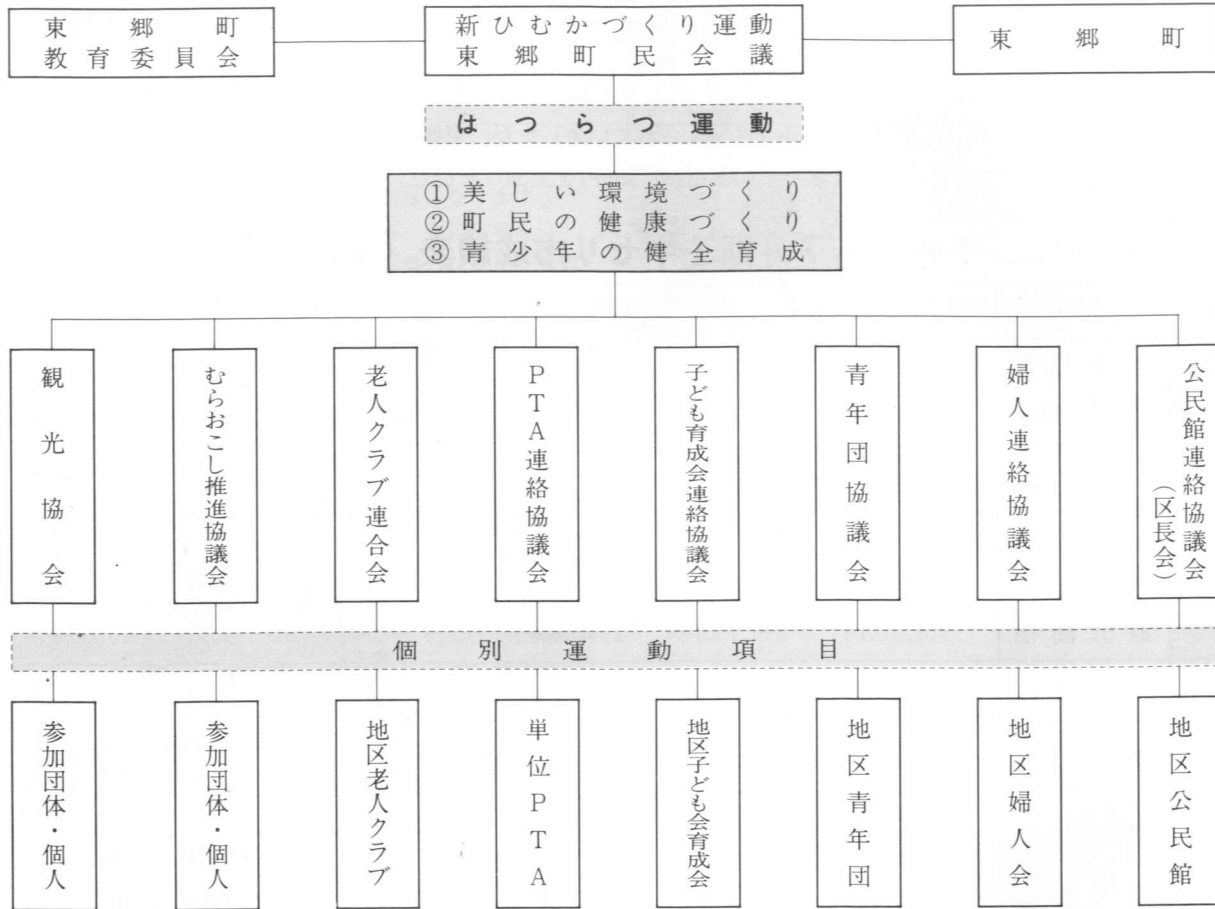 東郷町
教育委員会
新ひむかづくり運動
東郷町民会議
東郷町
はつらつ運動
①美しい環境づくり
②町民の健康づくり
③青少年の健全育成
観光協会
むらおこし推進協議会
老人クラブ連合会
PTA連絡協議会
子ども育成会連絡協議会
青年団協議会
婦人連絡協議会
公民館連絡協議会
（区長会）
個別運動項目
参加団体・個人
参加団体・個人
地区老人クラブ
単位PTA
地区子ども会育成会
地区青年団
地区婦人会
地区公民館